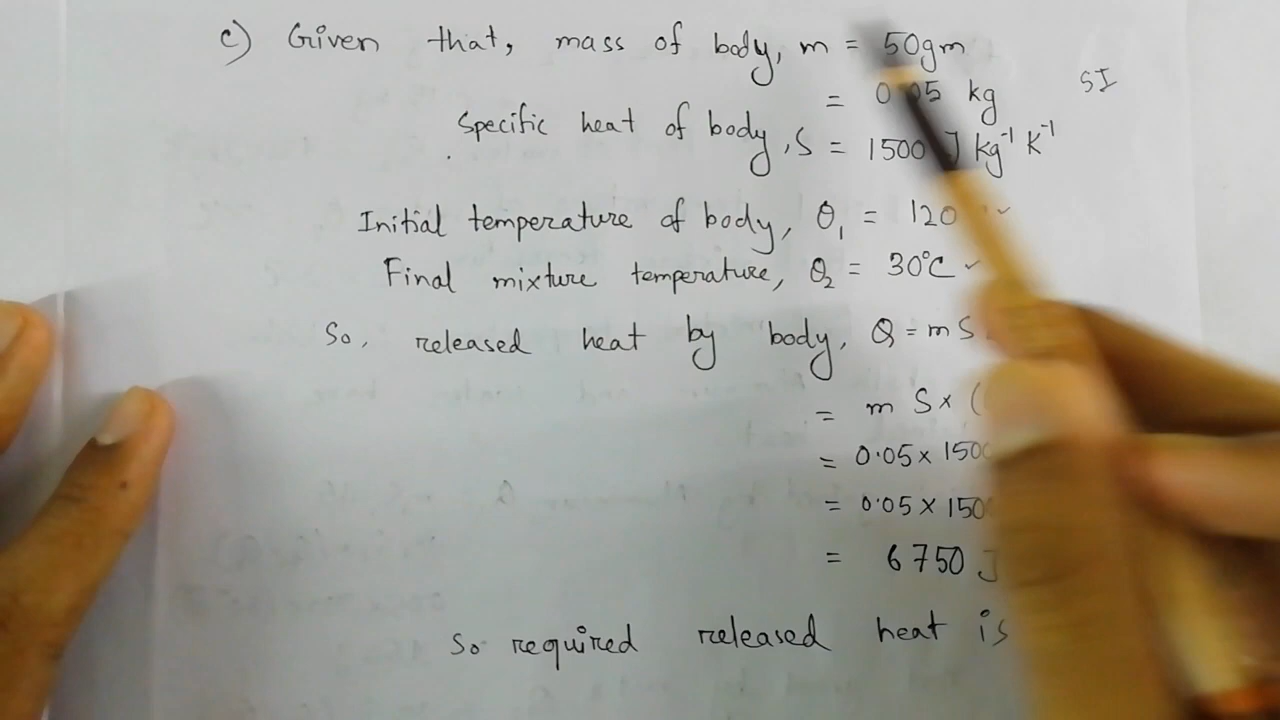 c) Given that, mass of body, m = 50gm
= 0.05 kg SI
Specific heat of body, S = 1500 J kg⁻¹ K⁻¹
Initial temperature of body, θ₁ = 120
Final mixture temperature, θ₂ = 30°C
So, released heat by body, Q = m S
= m S × (
= 0.05 × 150
= 0.05 × 150
= 6750 J
So required released heat is